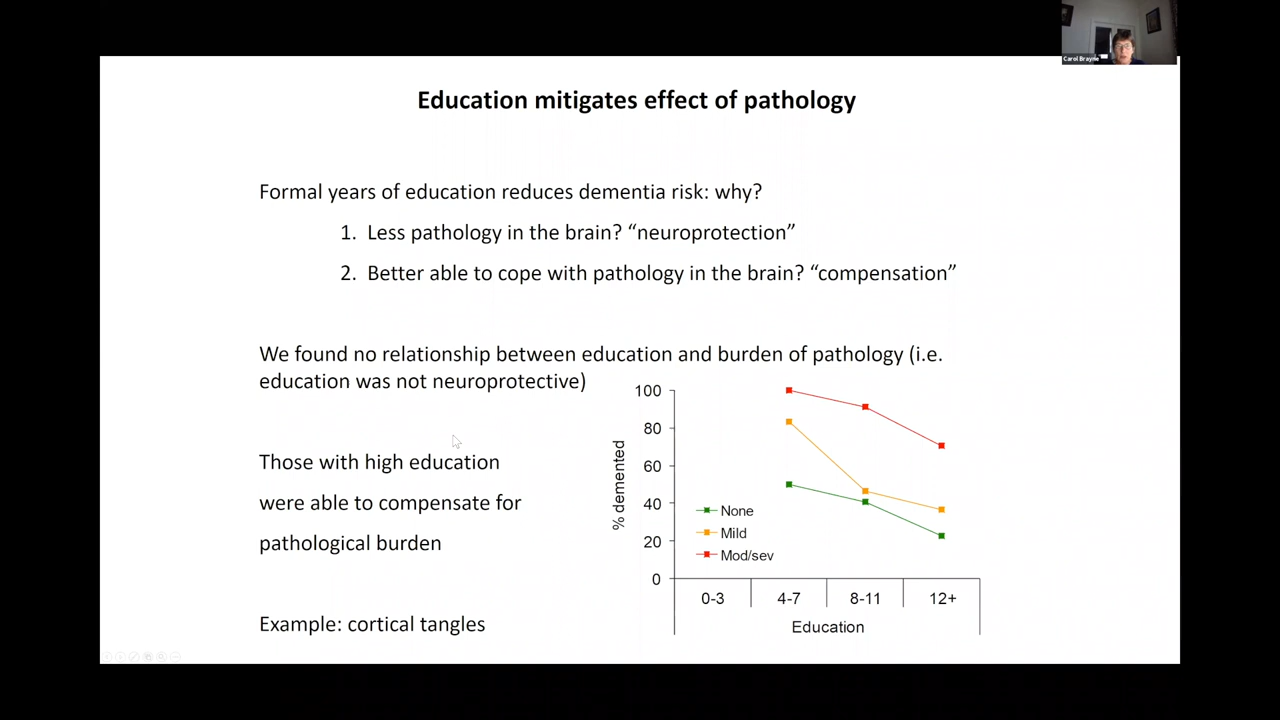 Carol Brayne
Education mitigates effect of pathology
Formal years of education reduces dementia risk: why?
1. Less pathology in the brain? “neuroprotection”
2. Better able to cope with pathology in the brain? “compensation”
We found no relationship between education and burden of pathology (i.e.
education was not neuroprotective)
Those with high education
were able to compensate for
pathological burden
Example: cortical tangles
% demented
100
80
60
40
20
0
None
Mild
Mod/sev
0-3 4-7 8-11 12+
Education